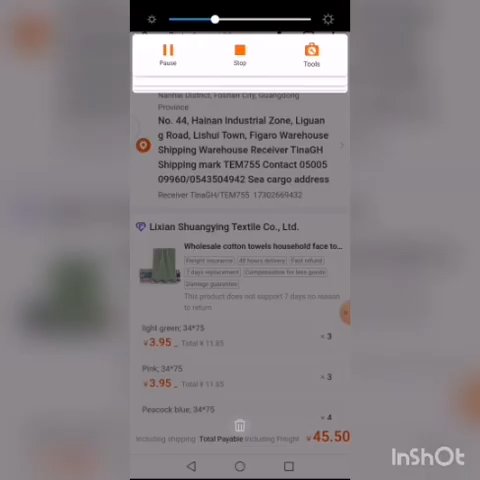 Pause
Stop
Tools
Nanhai District, Foshan City, Guangdong
Province
No. 44, Hainan Industrial Zone, Liguan
g Road, Lishui Town, Figaro Warehouse
Shipping Warehouse Receiver TinaGH
Shipping mark TEM755 Contact 05005
09960/0543504942 Sea cargo address
Receiver TinaGH/TEM755 17302669432
Lixian Shuangying Textile Co., Ltd.
Wholesale cotton towels household face to...
Freight insurance
48 hours delivery
Fast refund
7 days replacement
Compensation for less goods
Damage guarantee
This product does not support 7 days no reason
to return
light green; 34*75
¥3.95 Total ¥ 11.85
× 3
Pink; 34*75
¥3.95 Total ¥ 11.85
× 3
Peacock blue; 34*75
× 4
Including shipping Total Payable Including Freight ¥45.50
InShOt